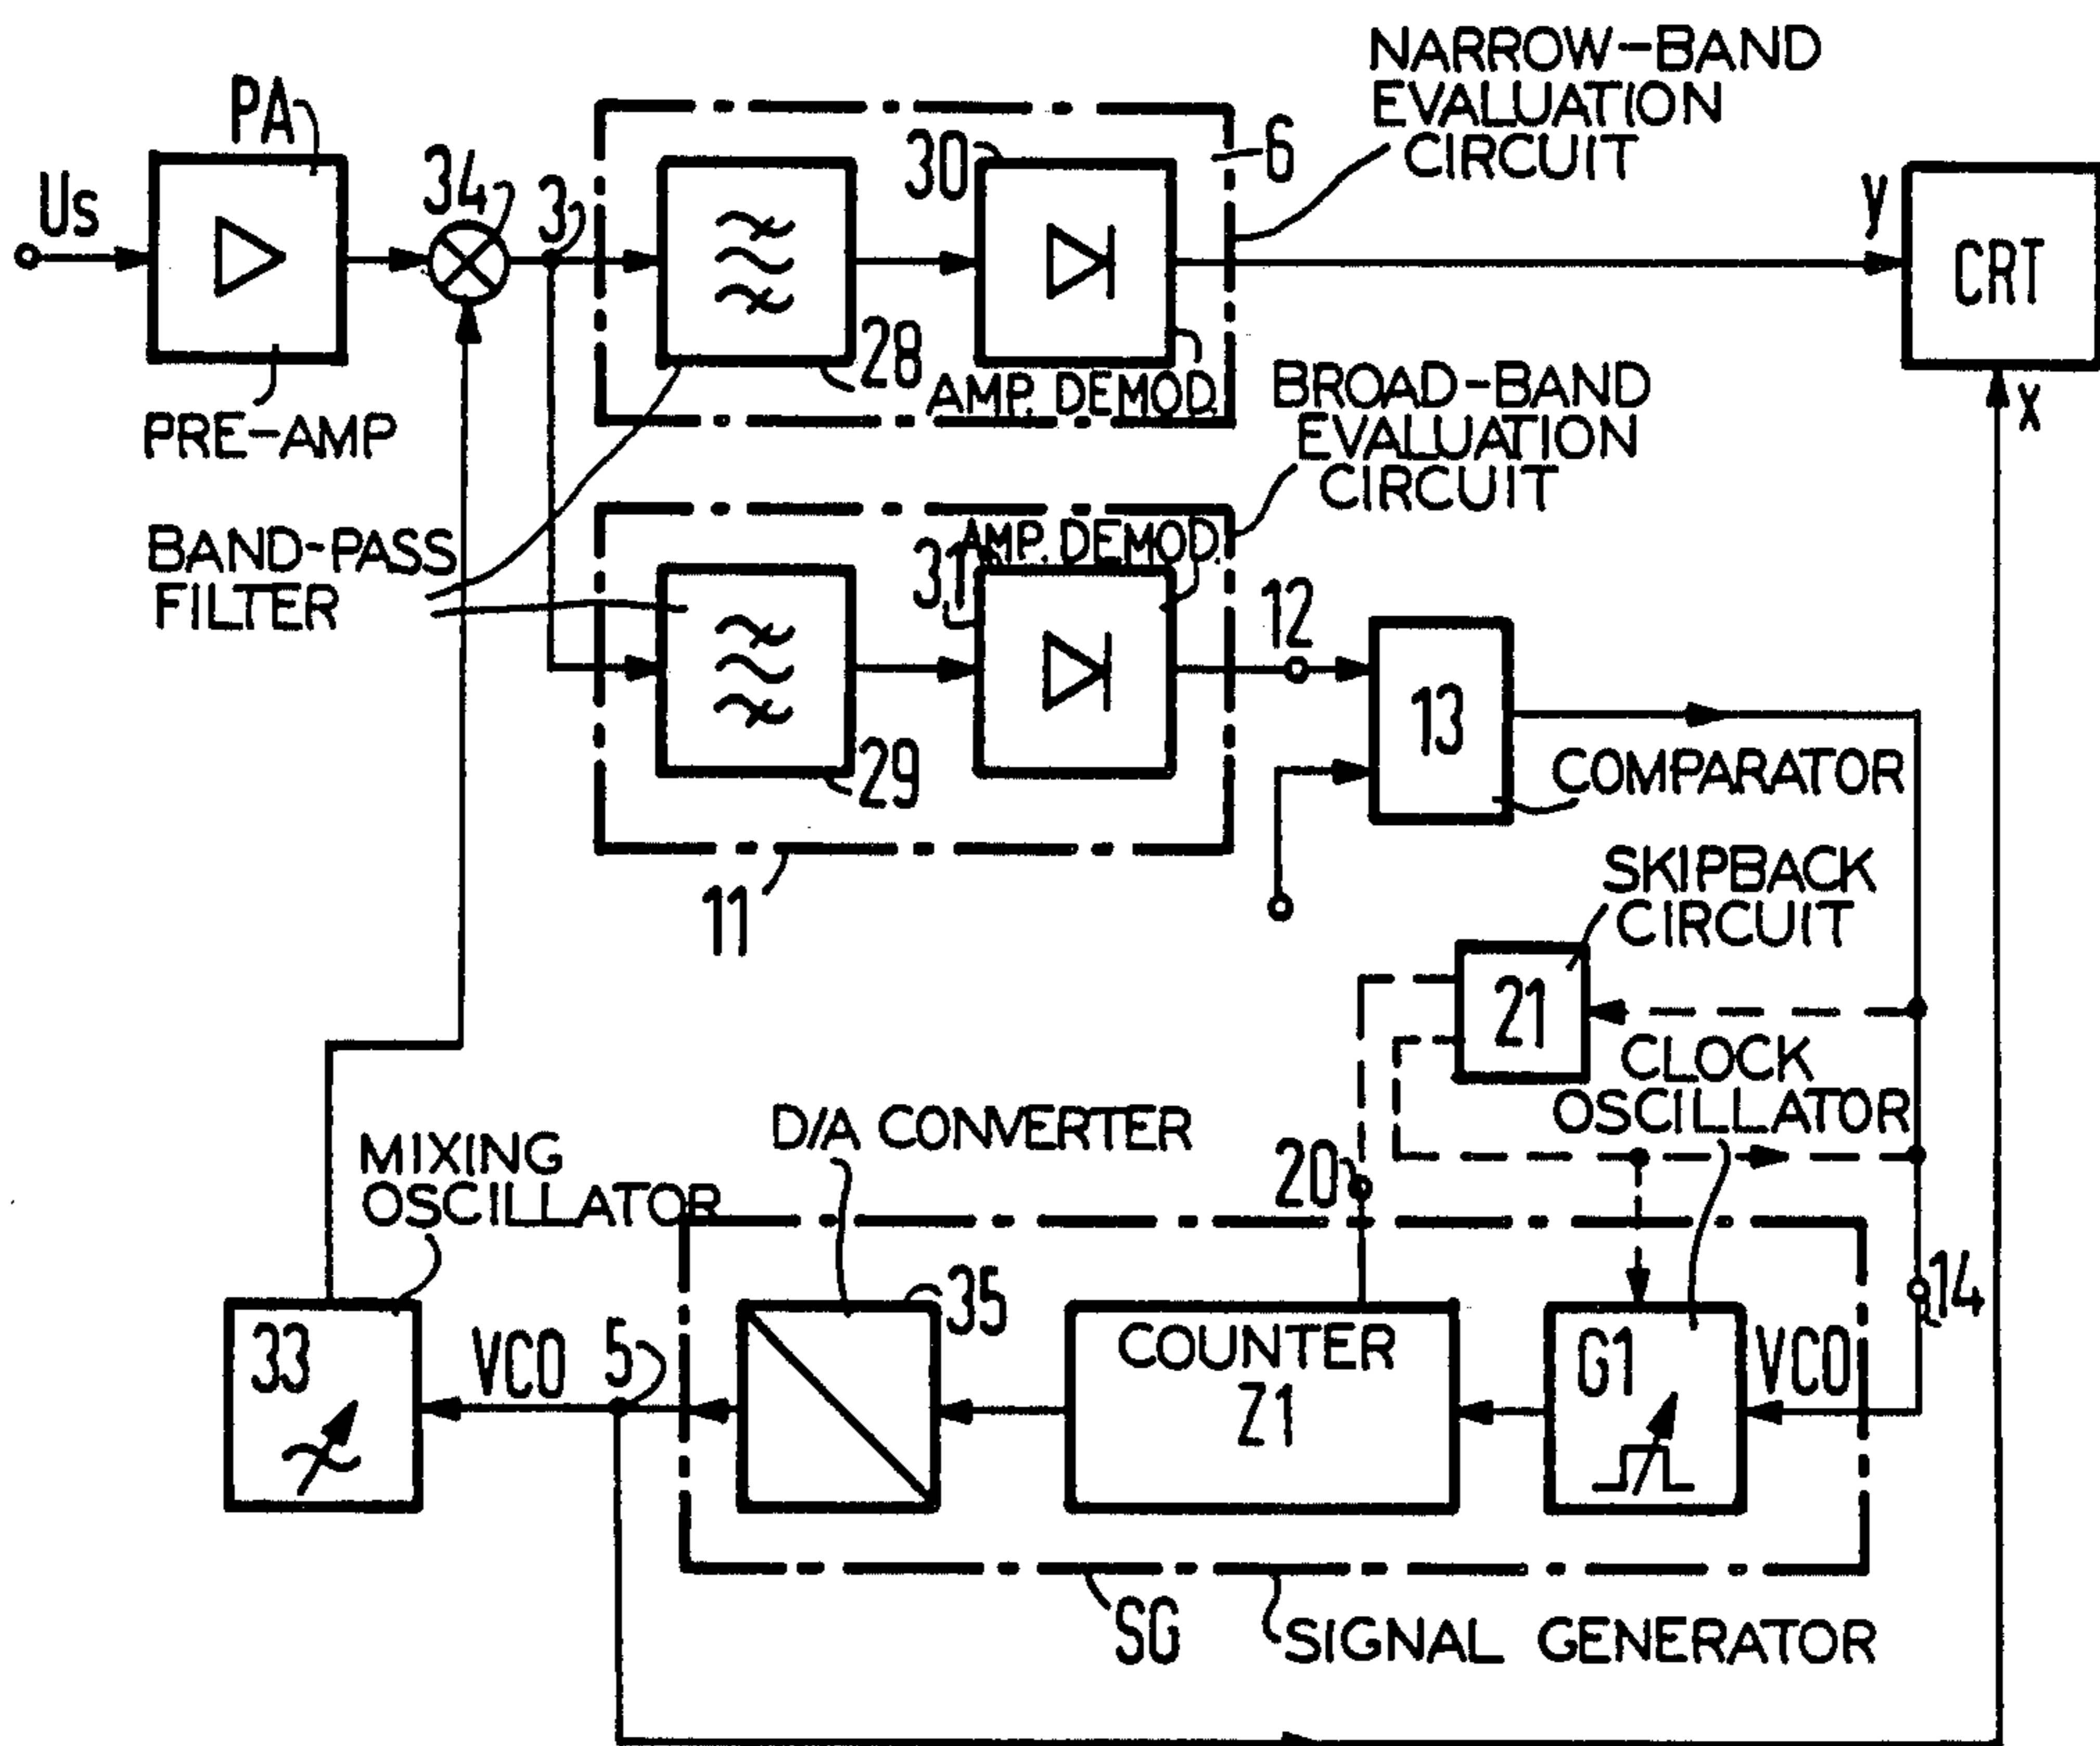 NARROW-BAND
EVALUATION
CIRCUIT
PA
34
3
30
6
Us
y
CRT
28
AMP. DEMOD.
x
PRE-AMP
BROAD-BAND
EVALUATION
CIRCUIT
BAND-PASS
FILTER
AMP. DEMOD.
31
12
13
29
COMPARATOR
11
SKIPBACK
CIRCUIT
21
CLOCK
OSCILLATOR
D/A CONVERTER
MIXING
OSCILLATOR
20
14
35
33
VCO
5
COUNTER
Z1
G1
VCO
SG
SIGNAL GENERATOR